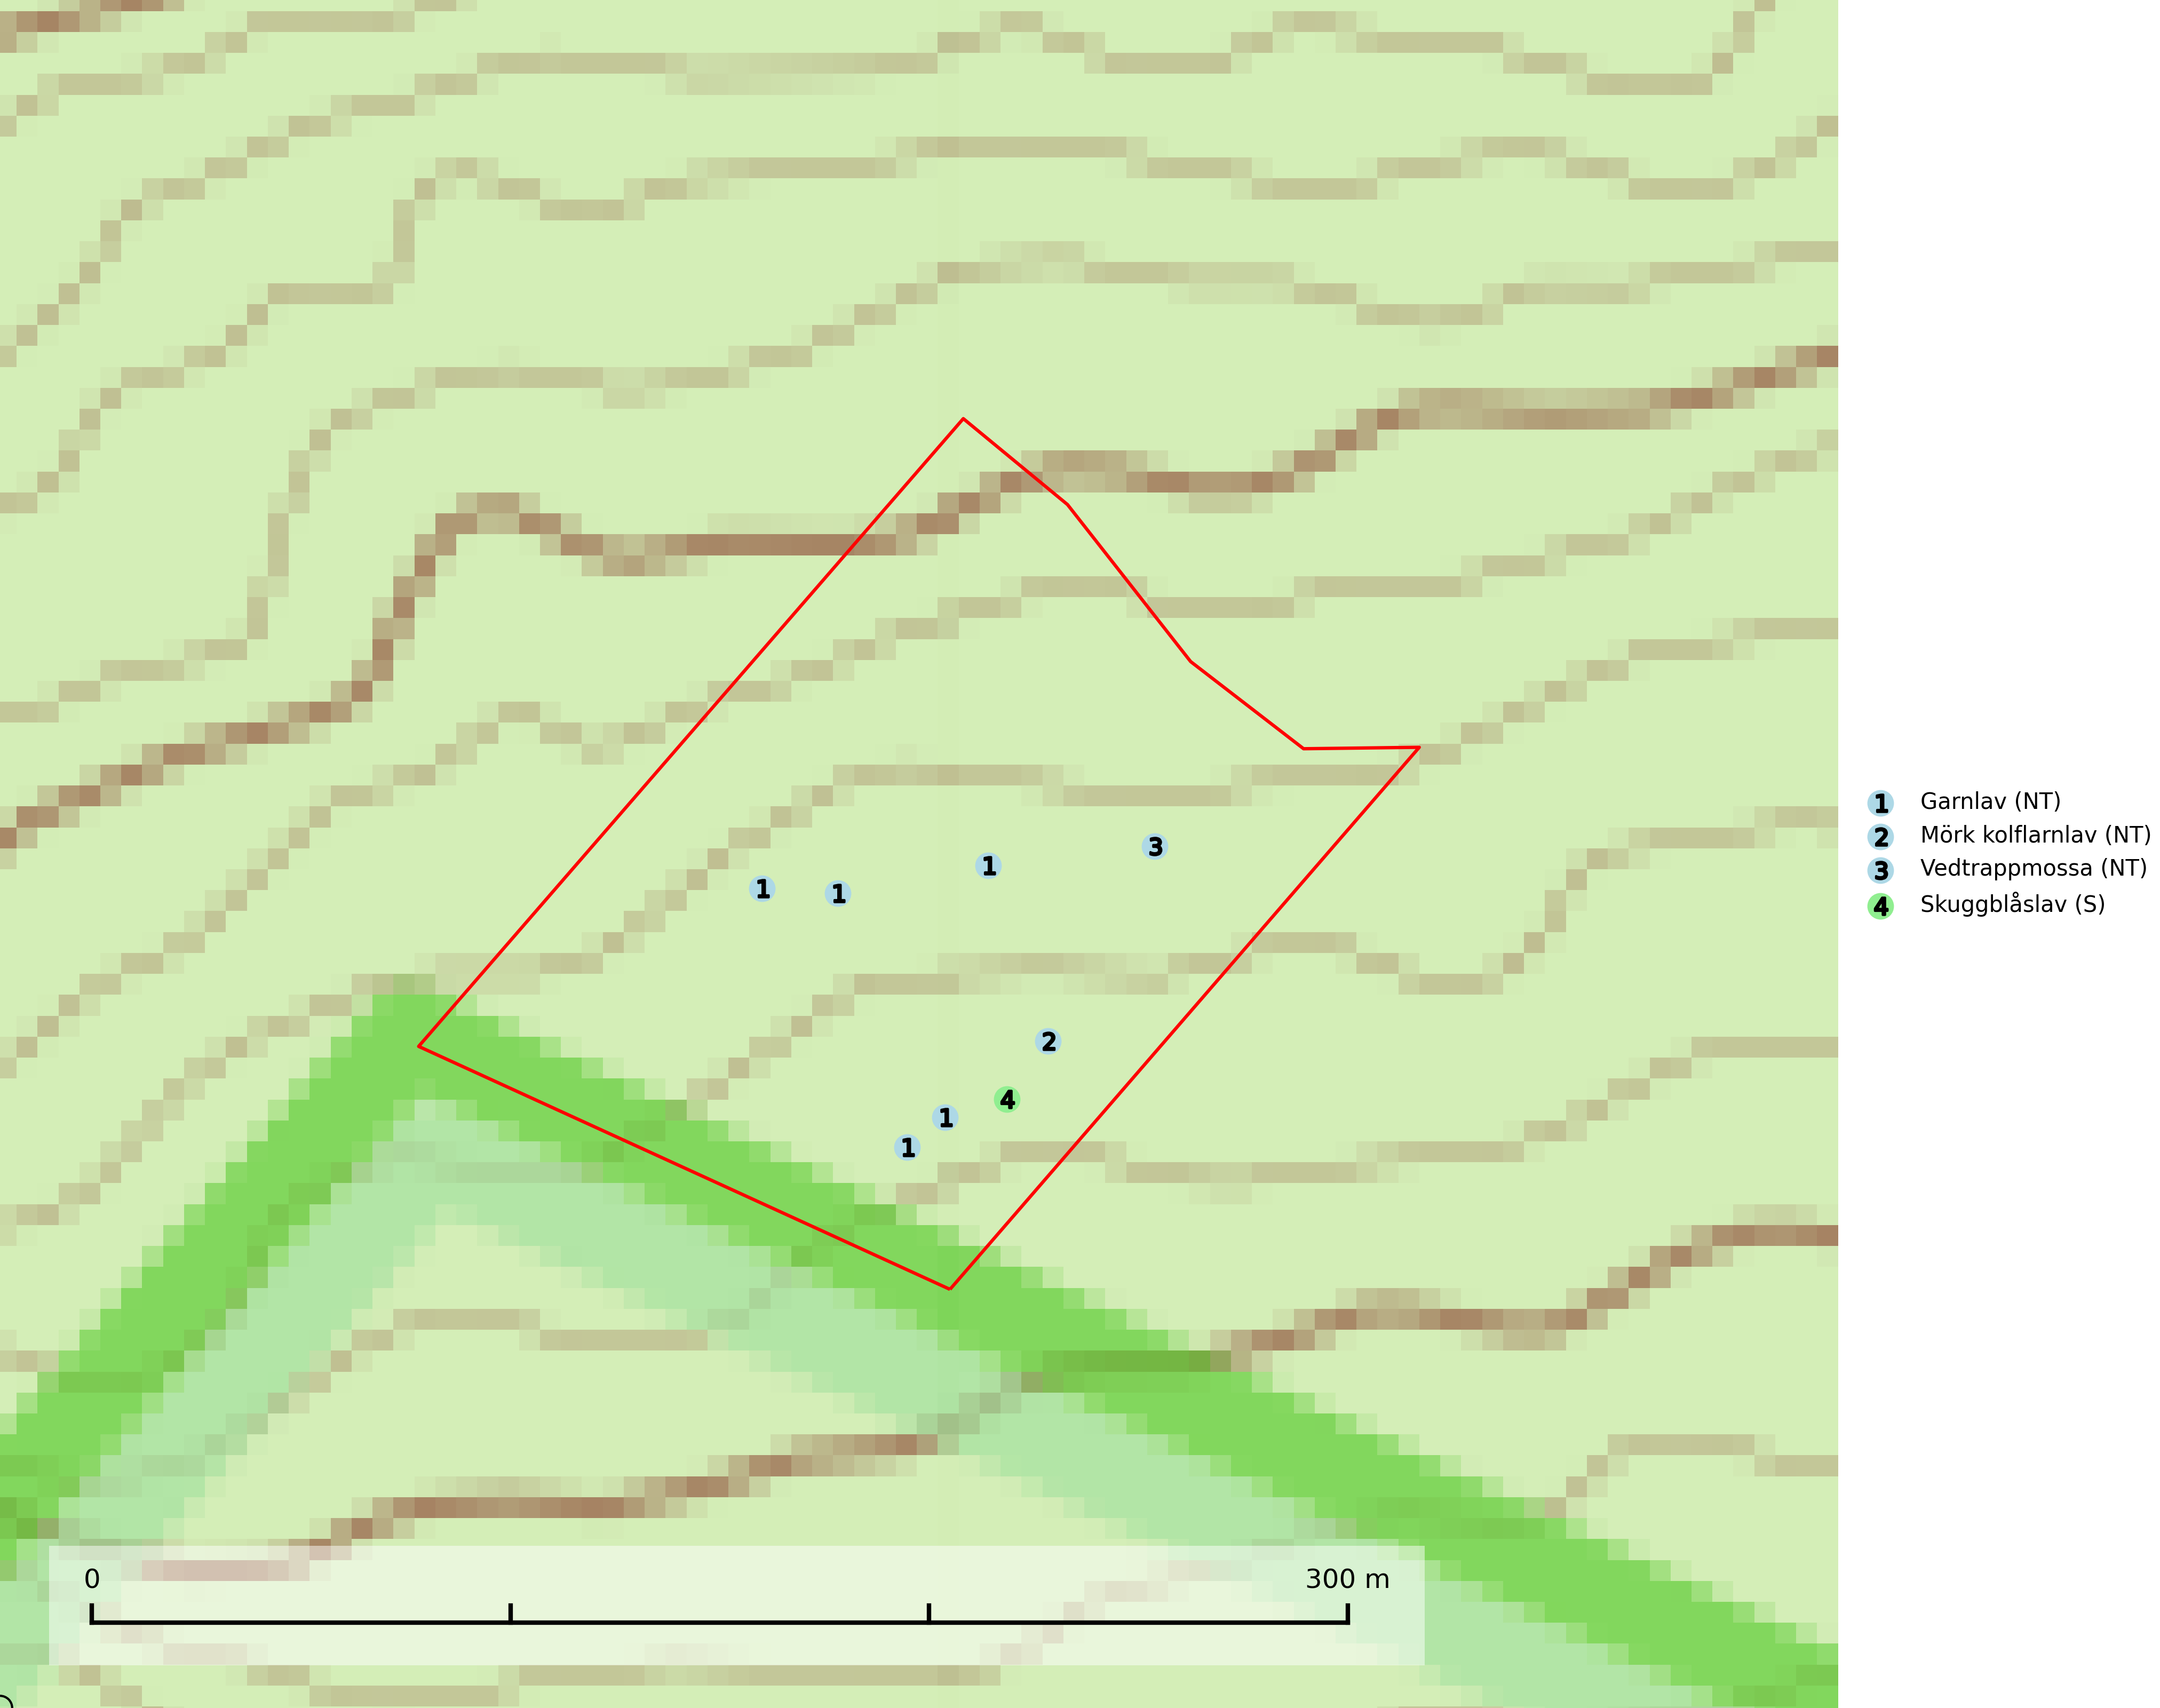 1
1
1
3
2
4
1
1
1 Garnlav (NT)
2 Mörk kolflarnlav (NT)
3 Vedtrappmossa (NT)
4 Skuggblåslav (S)
0 300 m